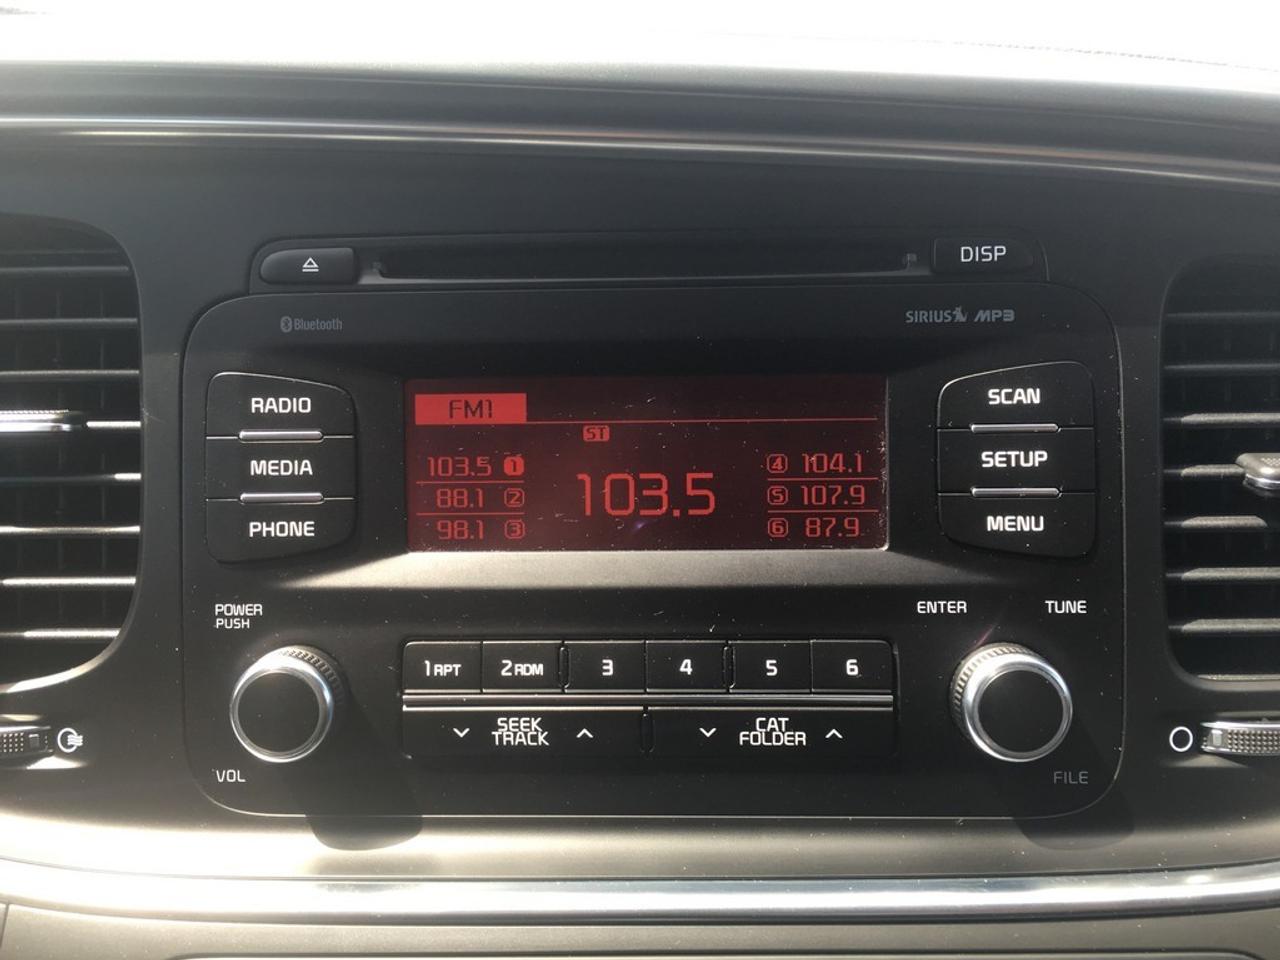 DISP
Bluetooth
SIRIUS MP3
RADIO
MEDIA
PHONE
FM1
ST
103.5 1
88.1 2
98.1 3
103.5
4 104.1
5 107.9
6 87.9
SCAN
SETUP
MENU
POWER
PUSH
VOL
1 RPT
2 RDM
3
4
5
6
SEEK
TRACK
CAT
FOLDER
ENTER
TUNE
FILE